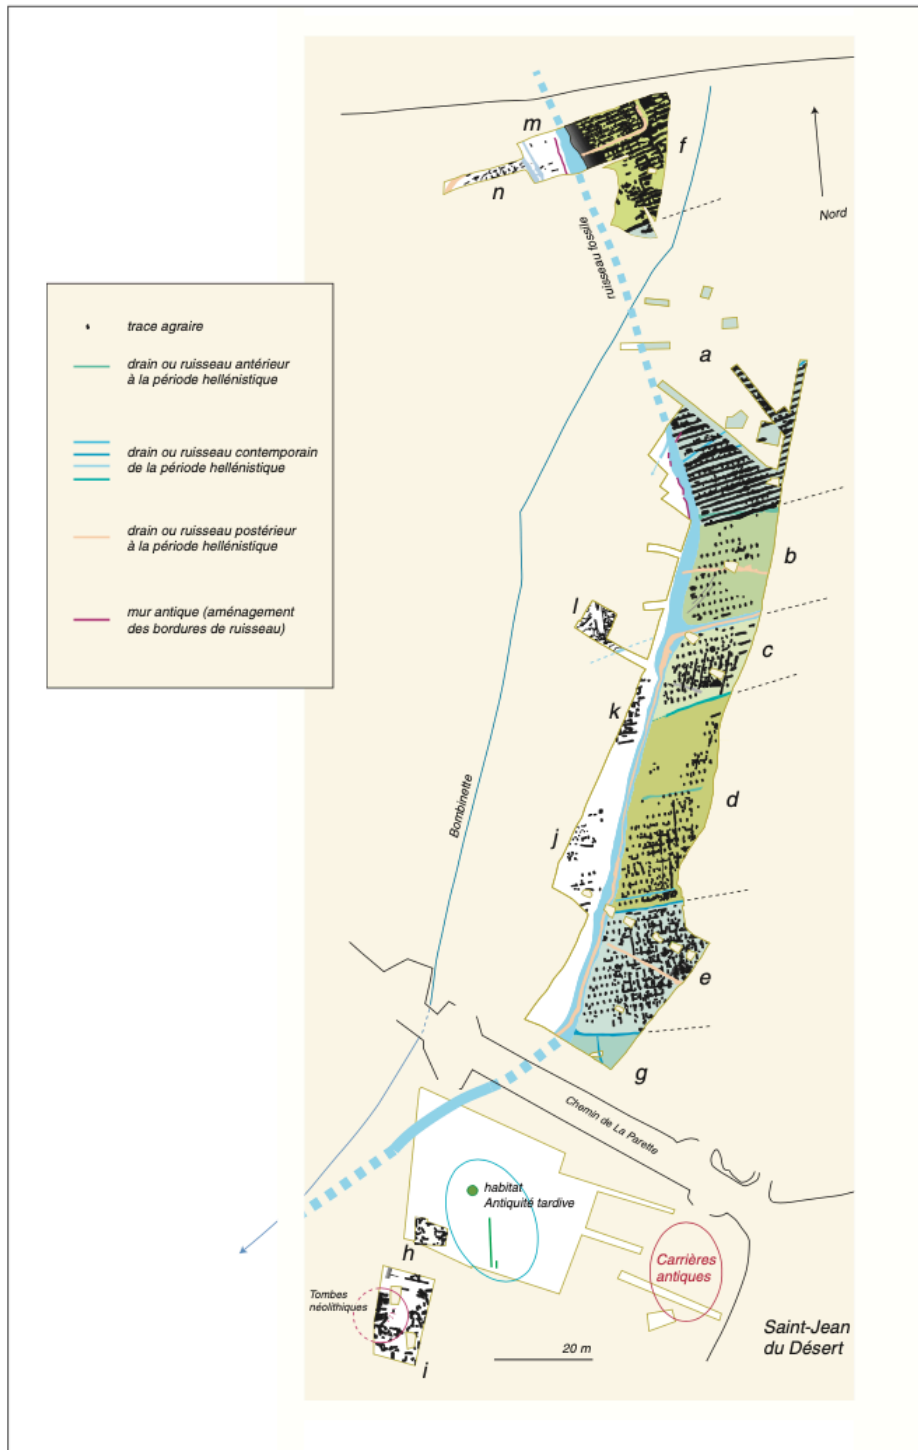 m
f
n
Nord
ruisseau fossile
a
trace agraire
drain ou ruisseau antérieur
à la période hellénistique
drain ou ruisseau contemporain
de la période hellénistique
drain ou ruisseau postérieur
à la période hellénistique
mur antique (aménagement
des bordures de ruisseau)
b
l
c
k
d
Bombinette
j
e
g
Chemin de La Parette
habitat
Antiquité tardive
h
Carrières
antiques
Tombes
néolithiques
i
20 m
Saint-Jean
du Désert